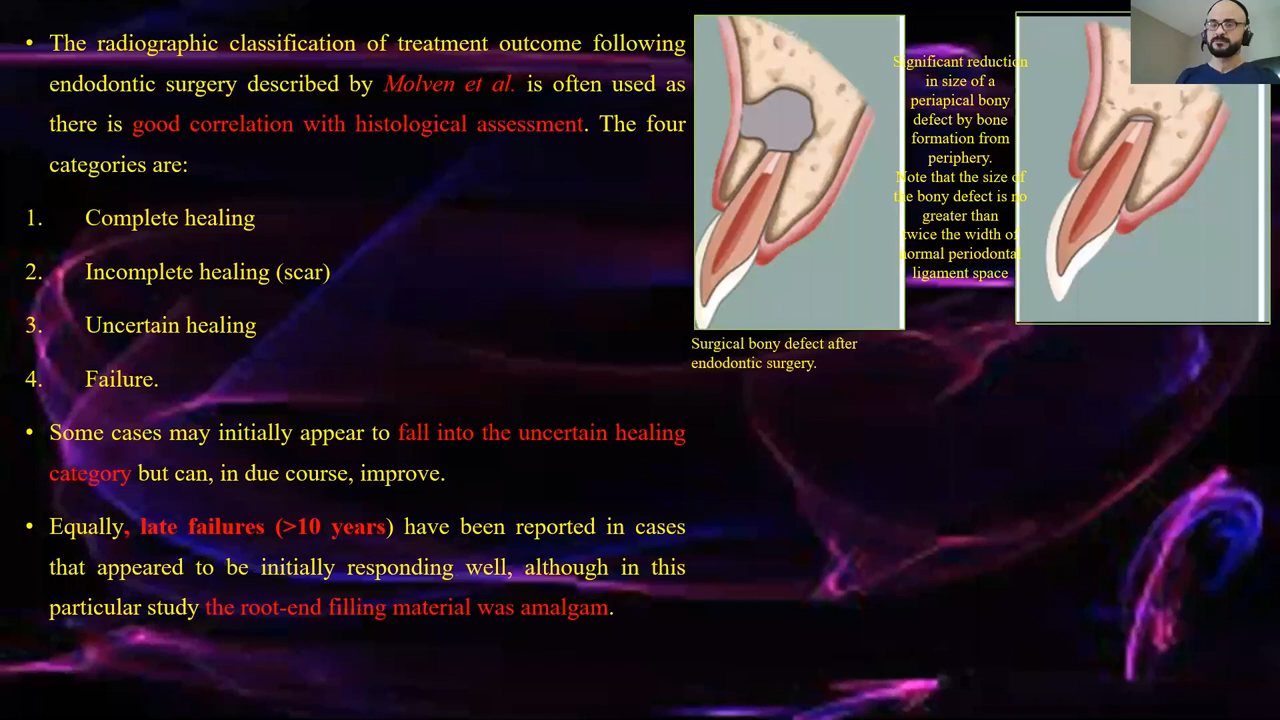 • The radiographic classification of treatment outcome following
endodontic surgery described by Molven et al. is often used as
there is good correlation with histological assessment. The four
categories are:
1. Complete healing
2. Incomplete healing (scar)
3. Uncertain healing
4. Failure.
• Some cases may initially appear to fall into the uncertain healing
category but can, in due course, improve.
• Equally, late failures (>10 years) have been reported in cases
that appeared to be initially responding well, although in this
particular study the root-end filling material was amalgam.
Surgical bony defect after
endodontic surgery.
Significant reduction
in size of a
periapical bony
defect by bone
formation from
periphery.
Note that the size of
the bony defect is no
greater than
twice the width of
normal periodontal
ligament space